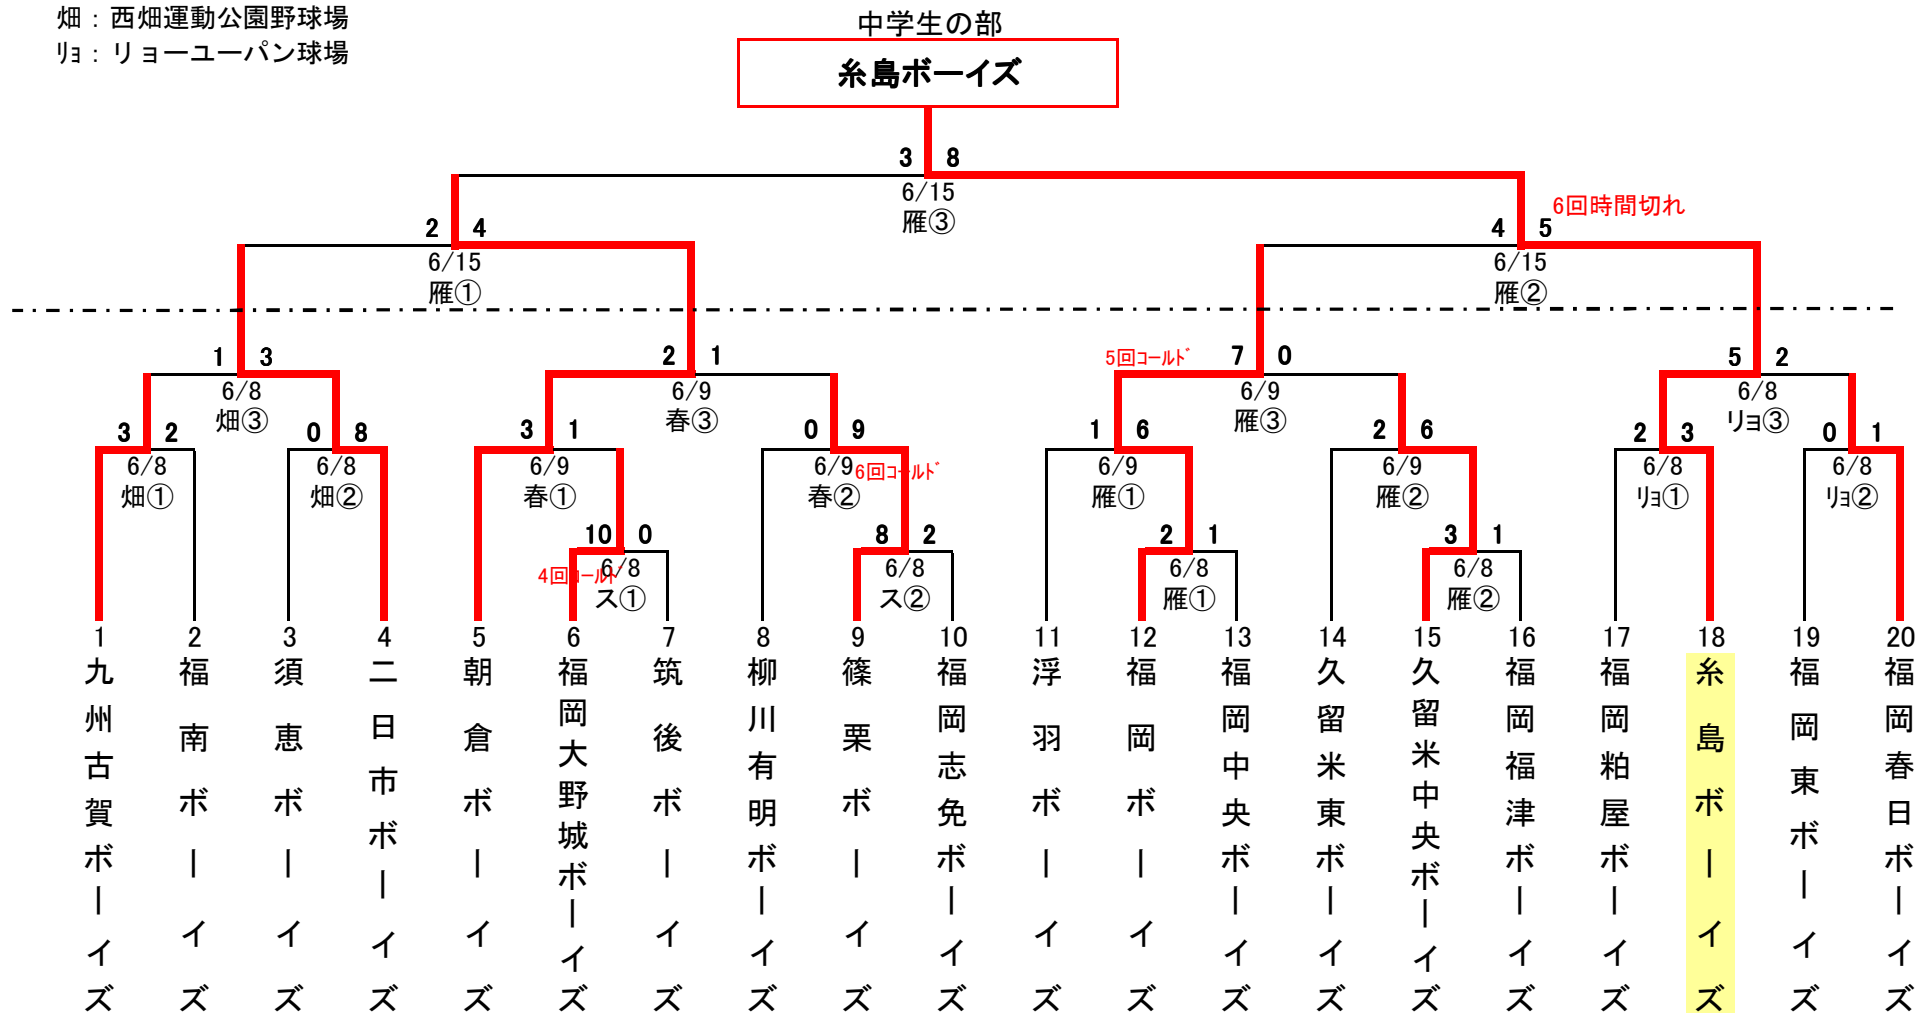 畑：西畑運動公園野球場
ﾘｮ：リョーユーパン球場
中学生の部
糸島ボーイズ
3 8
6/15
雁③
6回時間切れ
2 4
6/15
雁①
4 5
6/15
雁②
1 3
6/8
畑③
2 1
6/9
春③
5回ｺｰﾙﾄﾞ
7 0
6/9
雁③
5 2
6/8
リョ③
3 2
6/8
畑①
0 8
6/8
畑②
3 1
6/9
春①
0 9
6/9
春②
6回ｺｰﾙﾄﾞ
1 6
6/9
雁①
2 6
6/9
雁②
2 3
6/8
ﾘｮ①
0 1
6/8
ﾘｮ②
10 0
6/8
ス①
4回ｺｰﾙﾄﾞ
8 2
6/8
ス②
2 1
6/8
雁①
3 1
6/8
雁②
1 九州古賀ボーイズ
2 福南ボーイズ
3 須恵ボーイズ
4 二日市ボーイズ
5 朝倉ボーイズ
6 福岡大野城ボーイズ
7 筑後ボーイズ
8 柳川有明ボーイズ
9 篠栗ボーイズ
10 福岡志免ボーイズ
11 浮羽ボーイズ
12 福岡ボーイズ
13 福岡中央ボーイズ
14 久留米東ボーイズ
15 久留米中央ボーイズ
16 福岡福津ボーイズ
17 福岡粕屋ボーイズ
18 糸島ボーイズ
19 福岡東ボーイズ
20 福岡春日ボーイズ